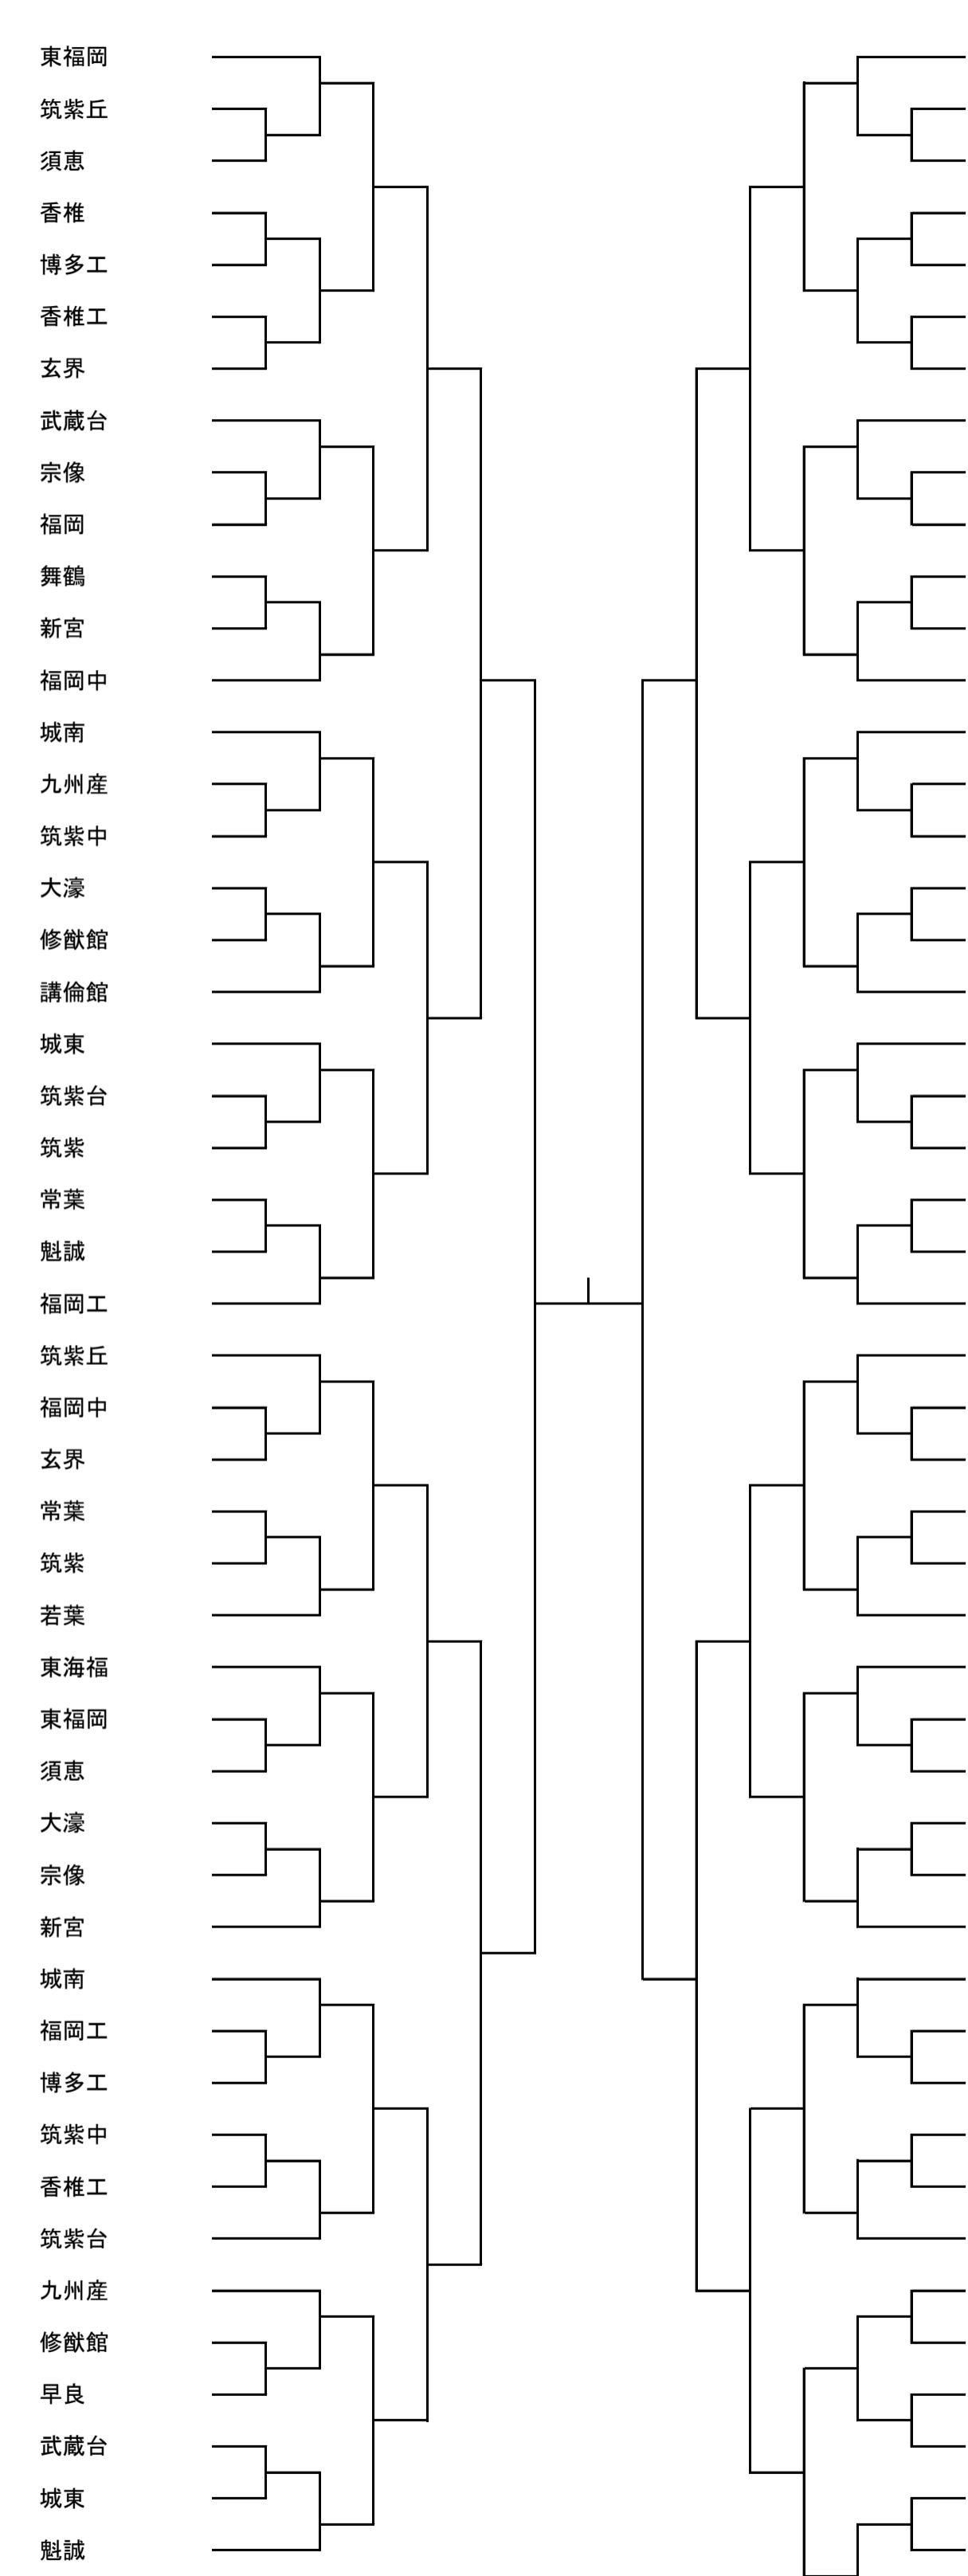 東福岡
筑紫丘
須恵
香椎
博多工
香椎工
玄界
武蔵台
宗像
福岡
舞鶴
新宮
福岡中
城南
九州産
筑紫中
大濠
修猷館
講倫館
城東
筑紫台
筑紫
常葉
魁誠
福岡工
筑紫丘
福岡中
玄界
常葉
筑紫
若葉
東海福
東福岡
須恵
大濠
宗像
新宮
城南
福岡工
博多工
筑紫中
香椎工
筑紫台
九州産
修猷館
早良
武蔵台
城東
魁誠